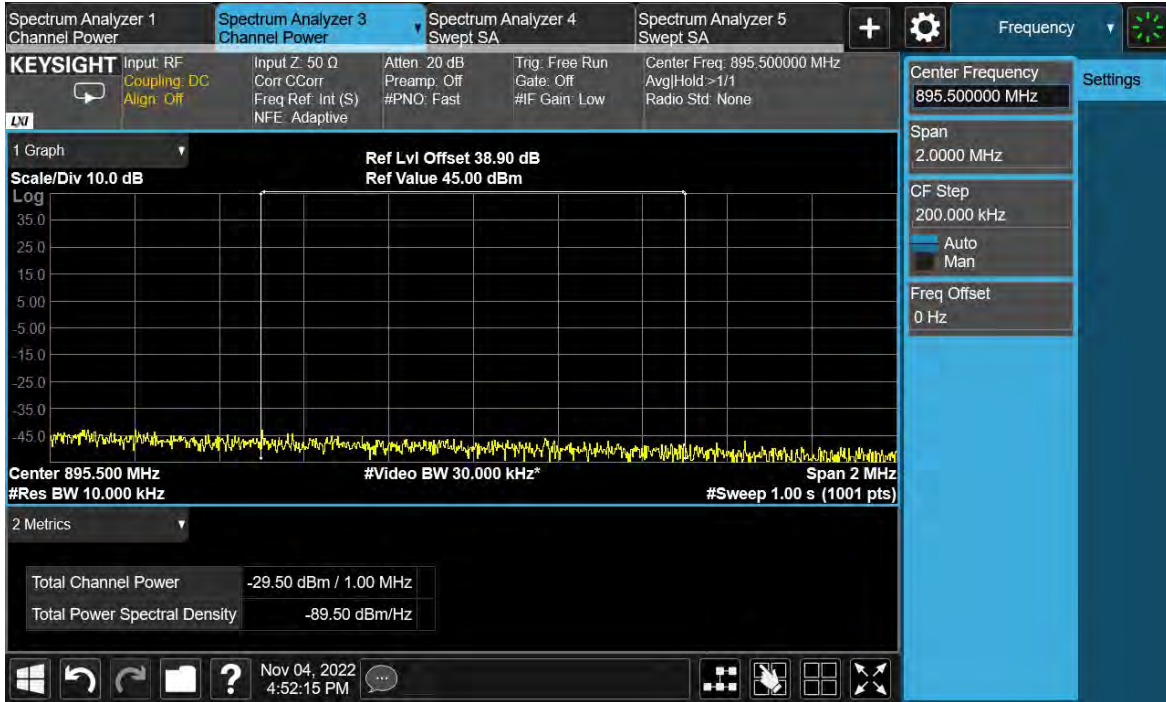 Spectrum Analyzer 1
Channel Power
Spectrum Analyzer 3
Channel Power
Spectrum Analyzer 4
Swept SA
Spectrum Analyzer 5
Swept SA
+
Frequency
KEYSIGHT
LXI
Input: RF
Coupling: DC
Align: Off
Input Z: 50 Ω
Corr CCorr
Freq Ref: Int (S)
NFE: Adaptive
Atten: 20 dB
Preamp: Off
#PNO: Fast
Trig: Free Run
Gate: Off
#IF Gain: Low
Center Freq: 895.500000 MHz
Avg|Hold:>1/1
Radio Std: None
1 Graph
Scale/Div 10.0 dB
Ref Lvl Offset 38.90 dB
Ref Value 45.00 dBm
Log
35.0
25.0
15.0
5.00
-5.00
-15.0
-25.0
-35.0
-45.0
Center 895.500 MHz
#Video BW 30.000 kHz*
Span 2 MHz
#Res BW 10.000 kHz
#Sweep 1.00 s (1001 pts)
2 Metrics
Total Channel Power -29.50 dBm / 1.00 MHz
Total Power Spectral Density -89.50 dBm/Hz
?
Nov 04, 2022
4:52:15 PM
Center Frequency
895.500000 MHz
Span
2.0000 MHz
CF Step
200.000 kHz
Auto
Man
Freq Offset
0 Hz
Settings